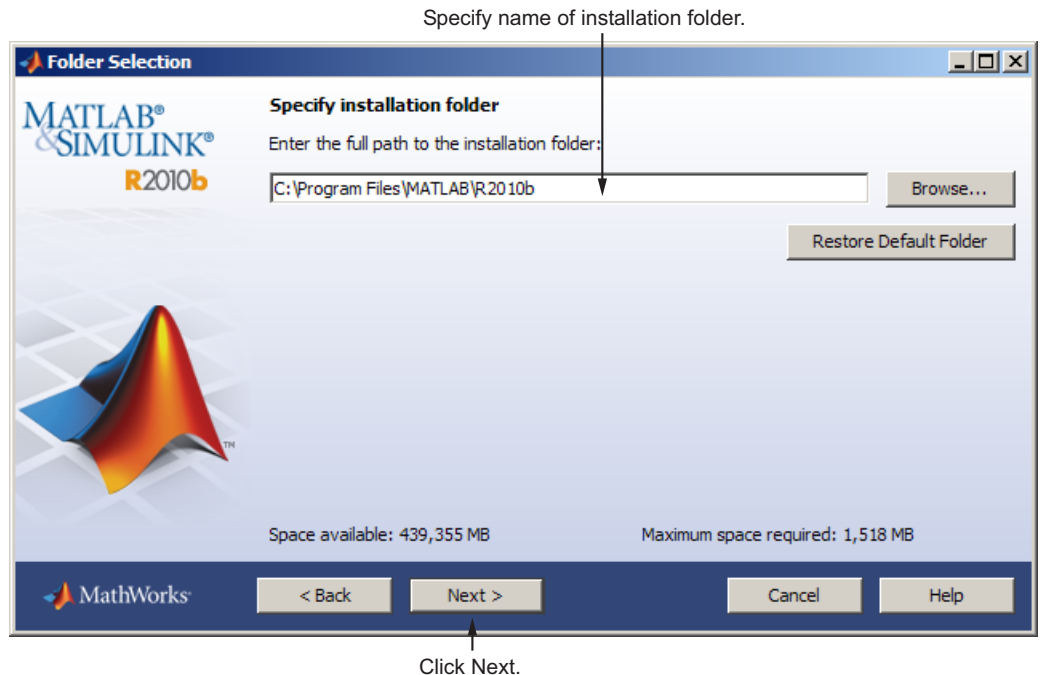 Specify name of installation folder.
Folder Selection
MATLAB®
&SIMULINK®
R2010b
Specify installation folder
Enter the full path to the installation folder:
C:\Program Files\MATLAB\R2010b
Browse...
Restore Default Folder
TM
Space available: 439,355 MB Maximum space required: 1,518 MB
MathWorks
< Back Next > Cancel Help
Click Next.